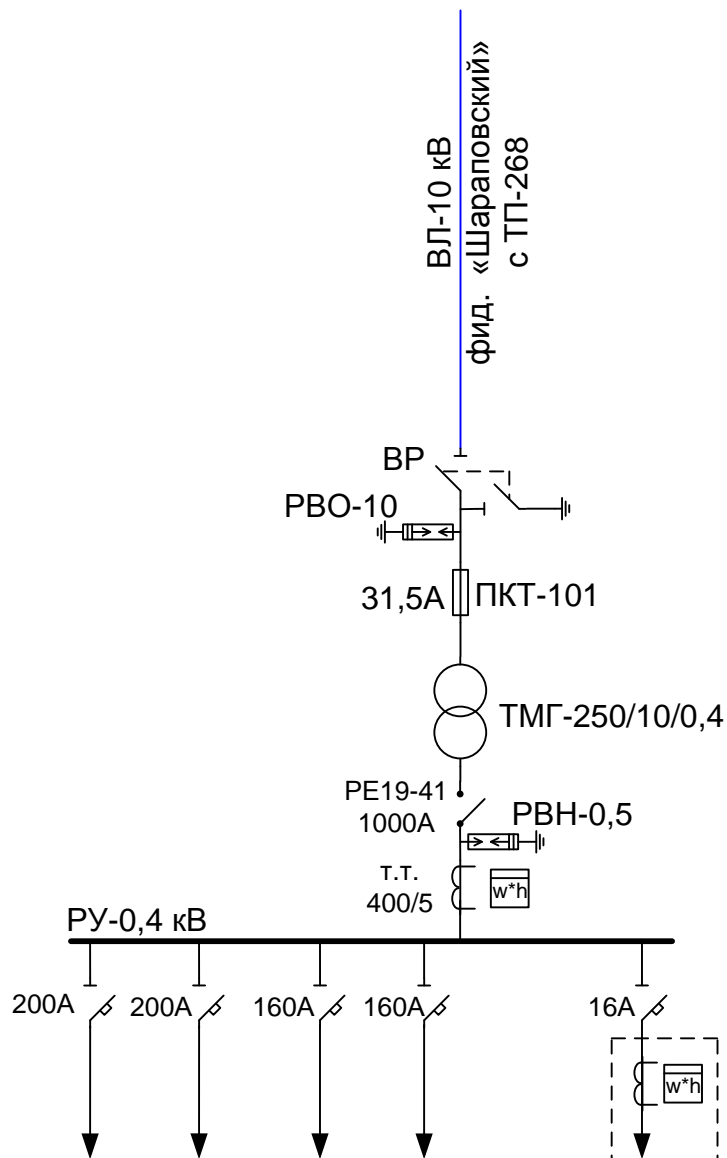 ВЛ-10 кВ
фид. «Шараповский»
с ТП-268
ВР
РВО-10
31,5А
ПКТ-101
ТМГ-250/10/0,4
РЕ19-41
1000А
РВН-0,5
т.т.
400/5
w*h
РУ-0,4 кВ
200А
200А
160А
160А
16А
w*h